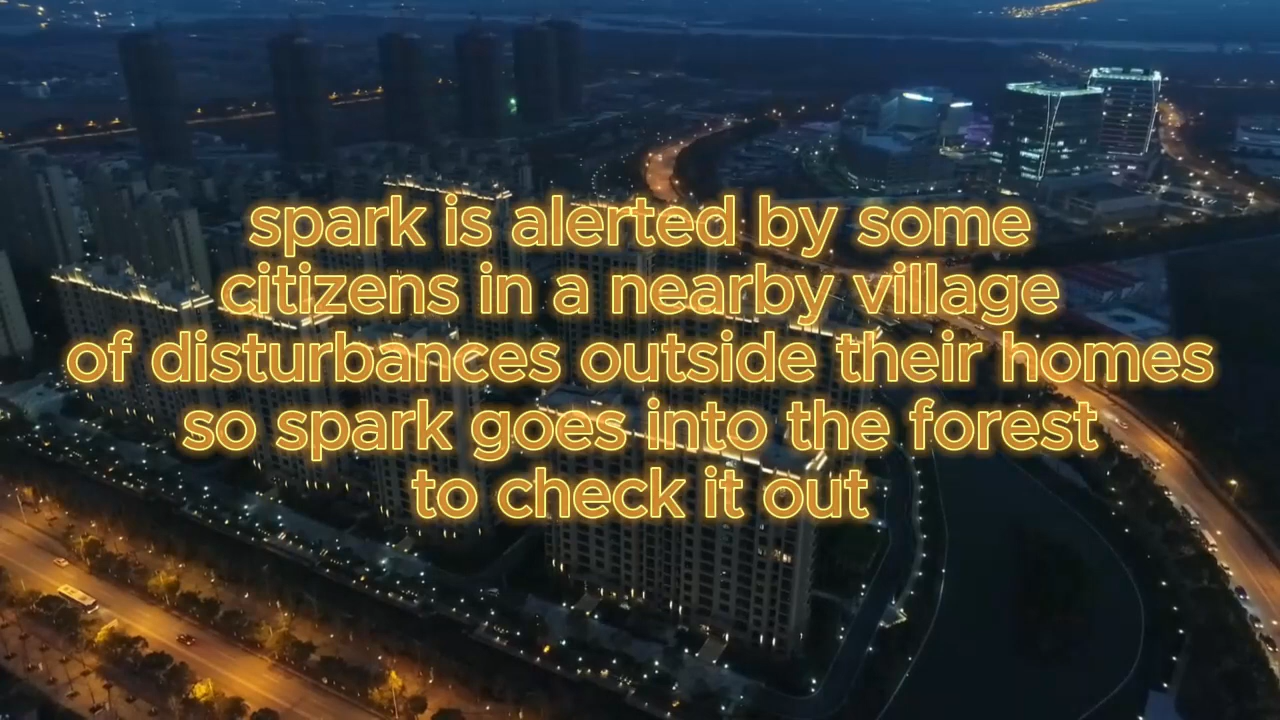 spark is alerted by some
citizens in a nearby village
of disturbances outside their homes
so spark goes into the forest
to check it out